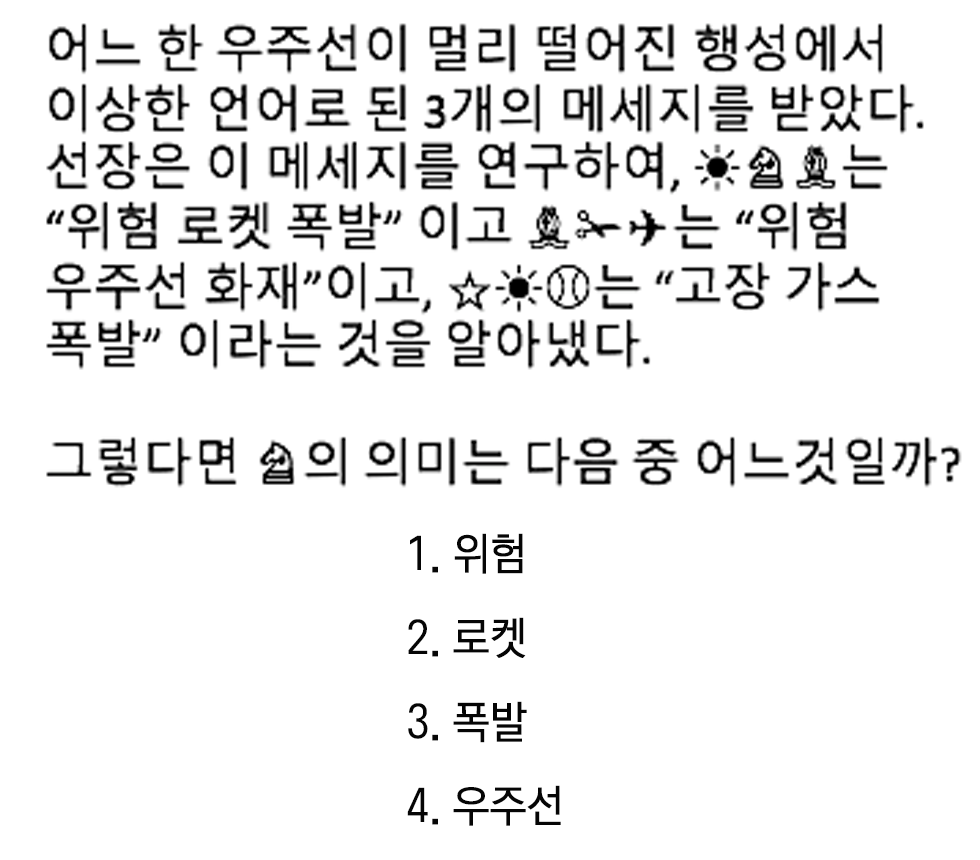 어느 한 우주선이 멀리 떨어진 행성에서
이상한 언어로 된 3개의 메세지를 받았다.
선장은 이 메세지를 연구하여, ☀♞♝는
“위험 로켓 폭발” 이고 ♝✂✈는 “위험
우주선 화재”이고, ☆☀⚾는 “고장 가스
폭발” 이라는 것을 알아냈다.
그렇다면 ♞의 의미는 다음 중 어느것일까?
1. 위험
2. 로켓
3. 폭발
4. 우주선